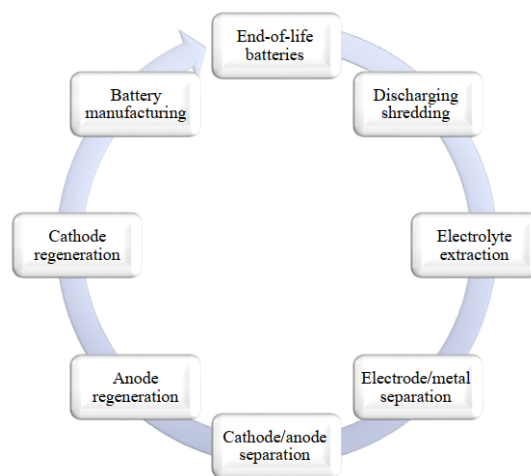 End-of-life
batteries
Discharging
shredding
Electrolyte
extraction
Electrode/metal
separation
Cathode/anode
separation
Anode
regeneration
Cathode
regeneration
Battery
manufacturing